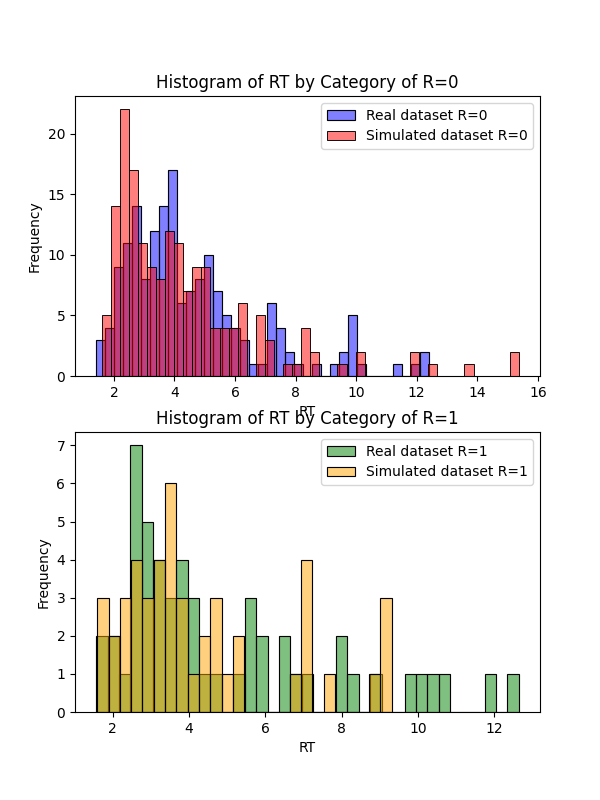 Histogram of RT by Category of R=0
Real dataset R=0
Simulated dataset R=0
Frequency
20
15
10
5
0
2 4 6 8 10 12 14 16
RT
Histogram of RT by Category of R=1
Real dataset R=1
Simulated dataset R=1
Frequency
7
6
5
4
3
2
1
0
2 4 6 8 10 12
RT